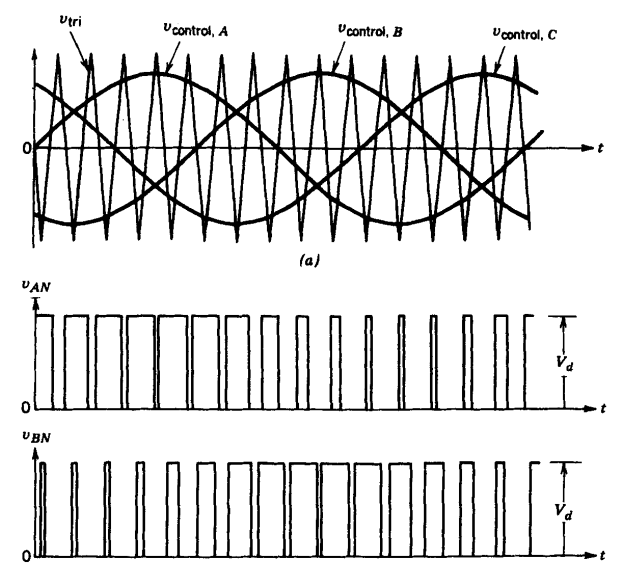 v_tri
v_control, A
v_control, B
v_control, C
0
t
(a)
v_AN
V_d
0
t
v_BN
V_d
0
t